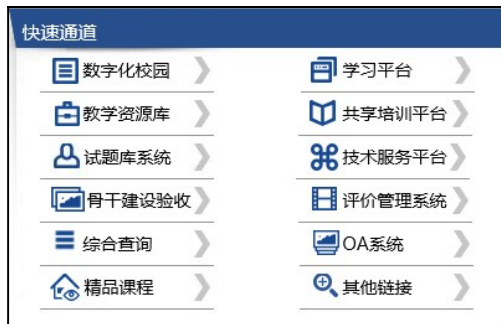 快速通道
数字化校园
学习平台
教学资源库
共享培训平台
试题库系统
技术服务平台
骨干建设验收
评价管理系统
综合查询
OA系统
精品课程
其他链接